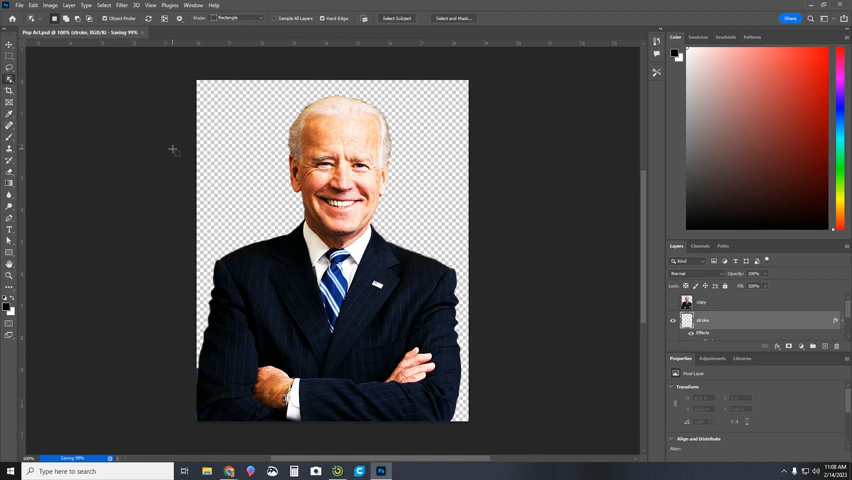 File Edit Image Layer Type Select Filter 3D View Plugins Window Help
Object Finder Mode: Rectangle Sample All Layers Hard Edge Select Subject Select and Mask... Share
Pop Art.psd @ 100% (stroke, RGB/8) - Saving 99%
Color Swatches Gradients Patterns
Layers Channels Paths
Kind
Normal Opacity: 100%
Lock: Fill: 100%
copy
stroke fx
Effects
Properties Adjustments Libraries
Pixel Layer
Transform
Align and Distribute
Align:
100% Saving 99%
Type here to search
Ps
11:08 AM
2/14/2023